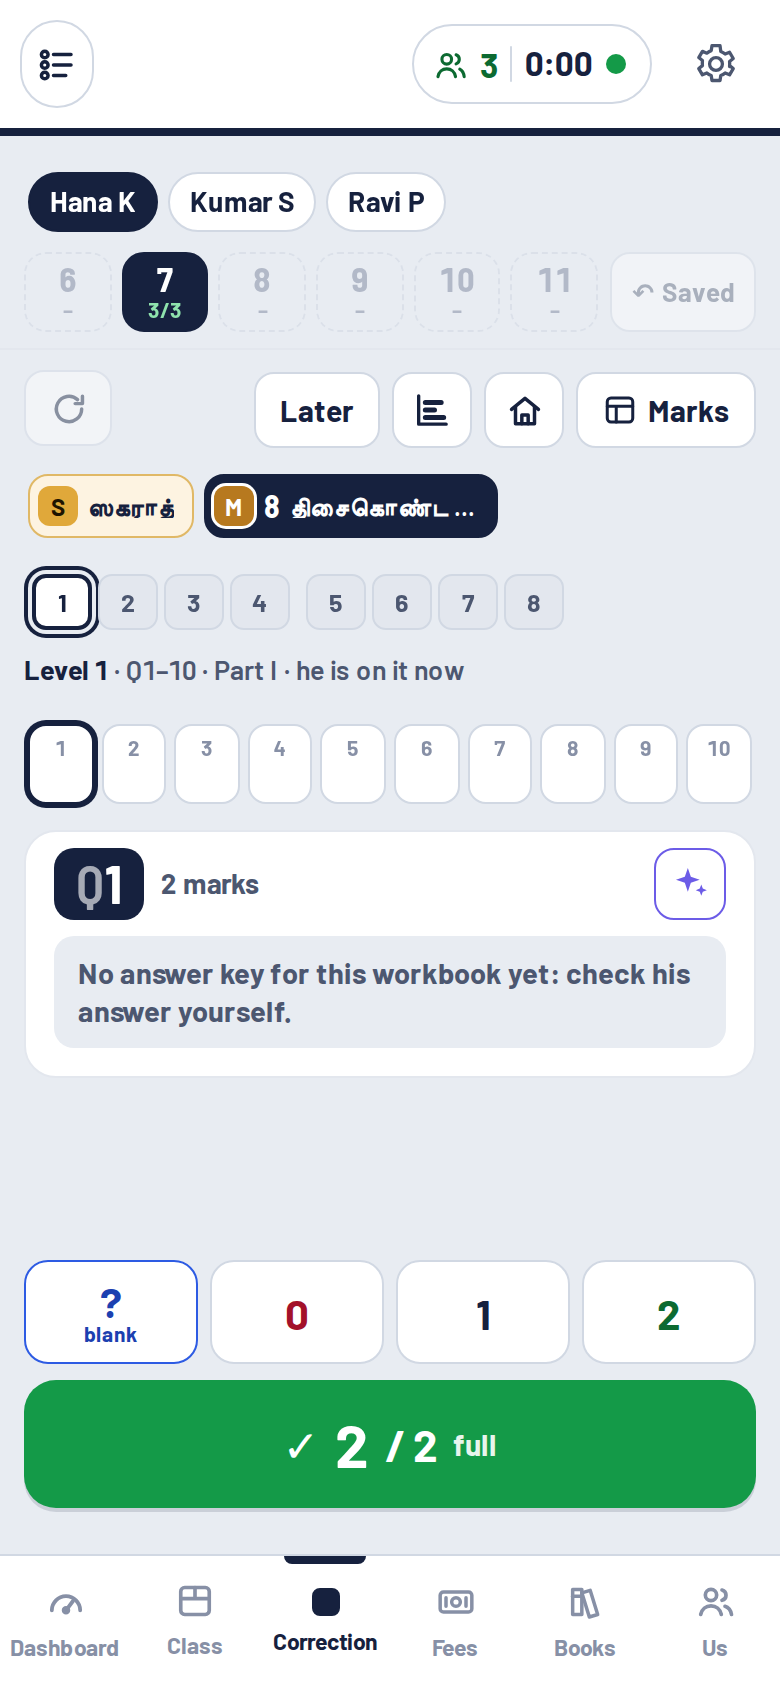 3 0:00
Hana K Kumar S Ravi P
6 7 8 9 10 11 ↶ Saved
- 3/3 - - - -
Later Marks
S ஸகராத் M 8 திசைகொண்ட ...
1 2 3 4 5 6 7 8
Level 1 · Q1–10 · Part I · he is on it now
1 2 3 4 5 6 7 8 9 10
Q1 2 marks
No answer key for this workbook yet: check his
answer yourself.
? 0 1 2
blank
✓ 2 / 2 full
Dashboard Class Correction Fees Books Us